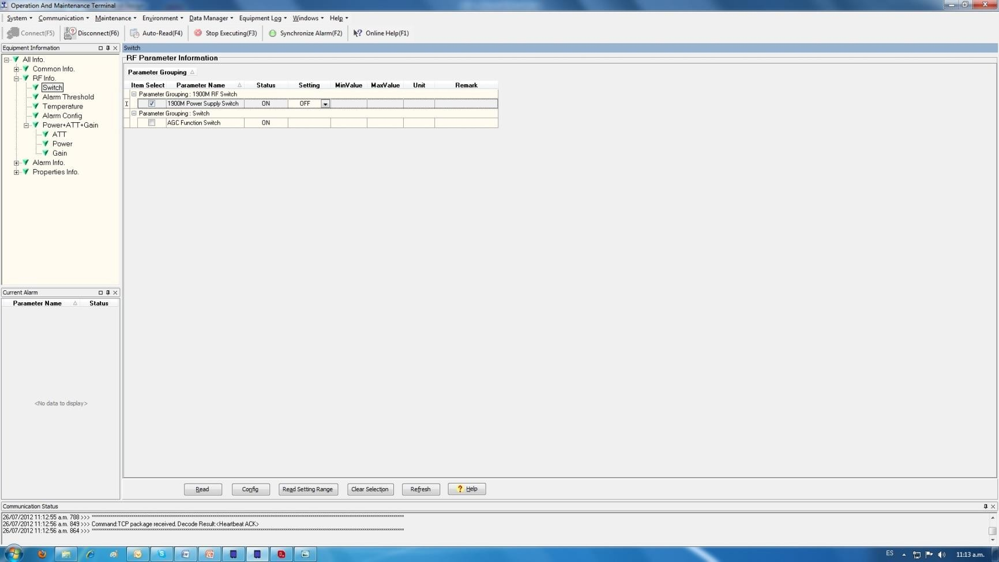 Operation And Maintenance Terminal
System Communication Maintenance Environment Data Manager Equipment Log Windows Help
Connect(F5) Disconnect(F6) Auto-Read(F4) Stop Executing(F3) Synchronize Alarm(F2) Online Help(F1)
Equipment Information
All Info.
Common Info.
RF Info.
Switch
Alarm Threshold
Temperature
Alarm Config
Power+ATT+Gain
ATT
Power
Gain
Alarm Info.
Properties Info.
Switch
RF Parameter Information
Parameter Grouping
Item Select Parameter Name Status Setting MinValue MaxValue Unit Remark
Parameter Grouping : 1900M RF Switch
1900M Power Supply Switch ON OFF
Parameter Grouping : Switch
AGC Function Switch ON
Current Alarm
Parameter Name Status
<No data to display>
Read Config Read Setting Range Clear Selection Refresh ? Help
Communication Status
26/07/2012 11:12:55 a.m. 788 >>>
26/07/2012 11:12:56 a.m. 849 >>> Command:TCP package received. Decode Result:<Heartbeat ACK>
26/07/2012 11:12:56 a.m. 864 >>>
ES 11:13 a.m.